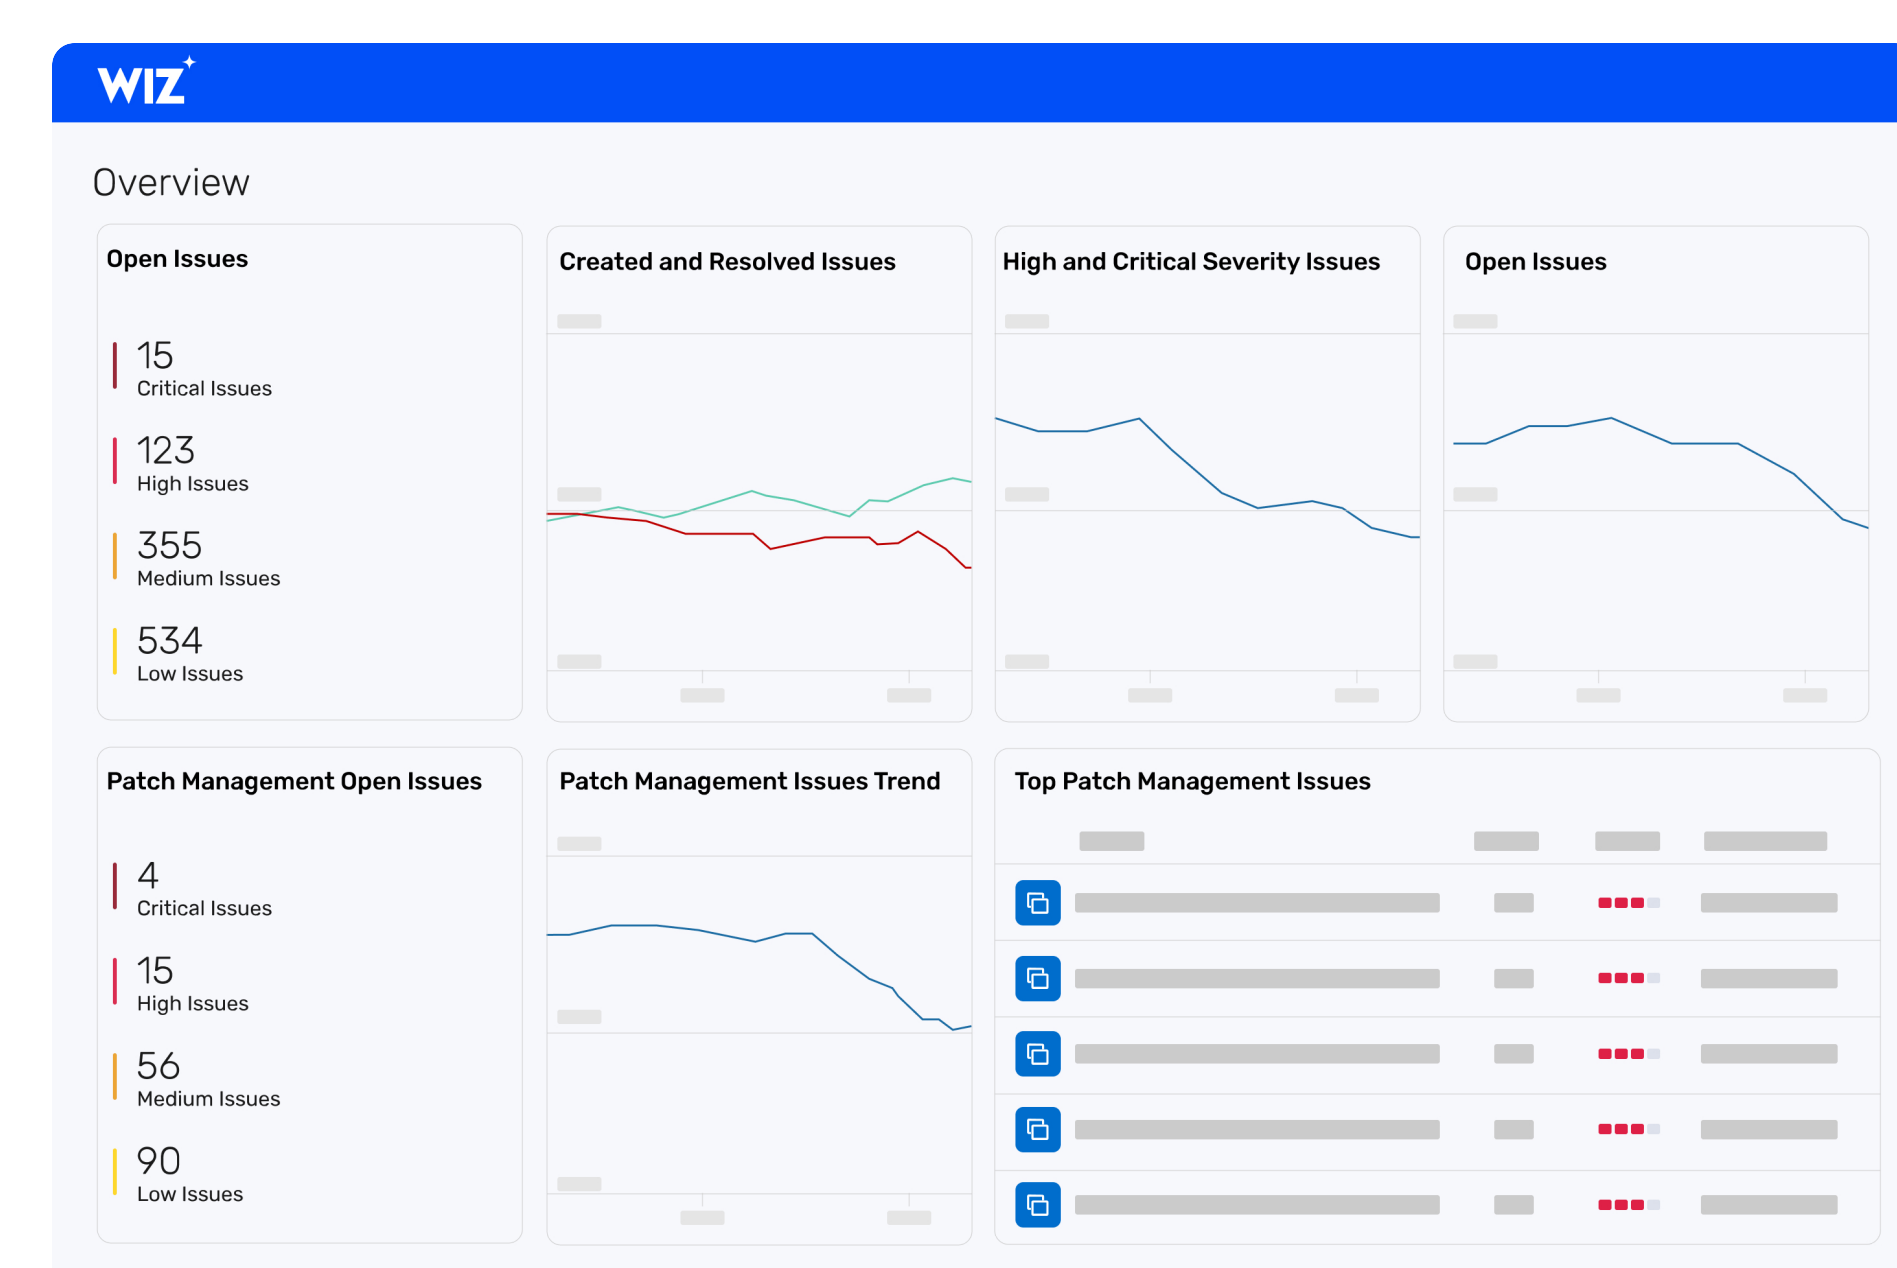 WIZ
Overview
Open Issues
15
Critical Issues
123
High Issues
355
Medium Issues
534
Low Issues
Created and Resolved Issues
High and Critical Severity Issues
Open Issues
Patch Management Open Issues
4
Critical Issues
15
High Issues
56
Medium Issues
90
Low Issues
Patch Management Issues Trend
Top Patch Management Issues